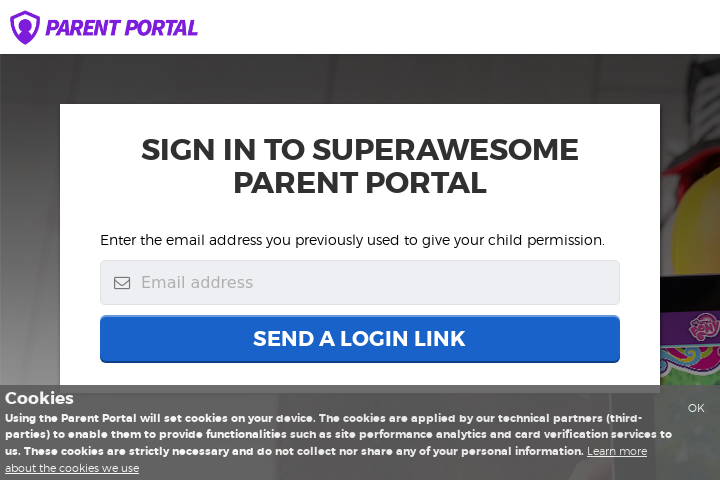 PARENT PORTAL
SIGN IN TO SUPERAWESOME
PARENT PORTAL
Enter the email address you previously used to give your child permission.
Email address
SEND A LOGIN LINK
Cookies
OK
Using the Parent Portal will set cookies on your device. The cookies are applied by our technical partners (third-
parties) to enable them to provide functionalities such as site performance analytics and card verification services to
us. These cookies are strictly necessary and do not collect nor share any of your personal information. Learn more
about the cookies we use